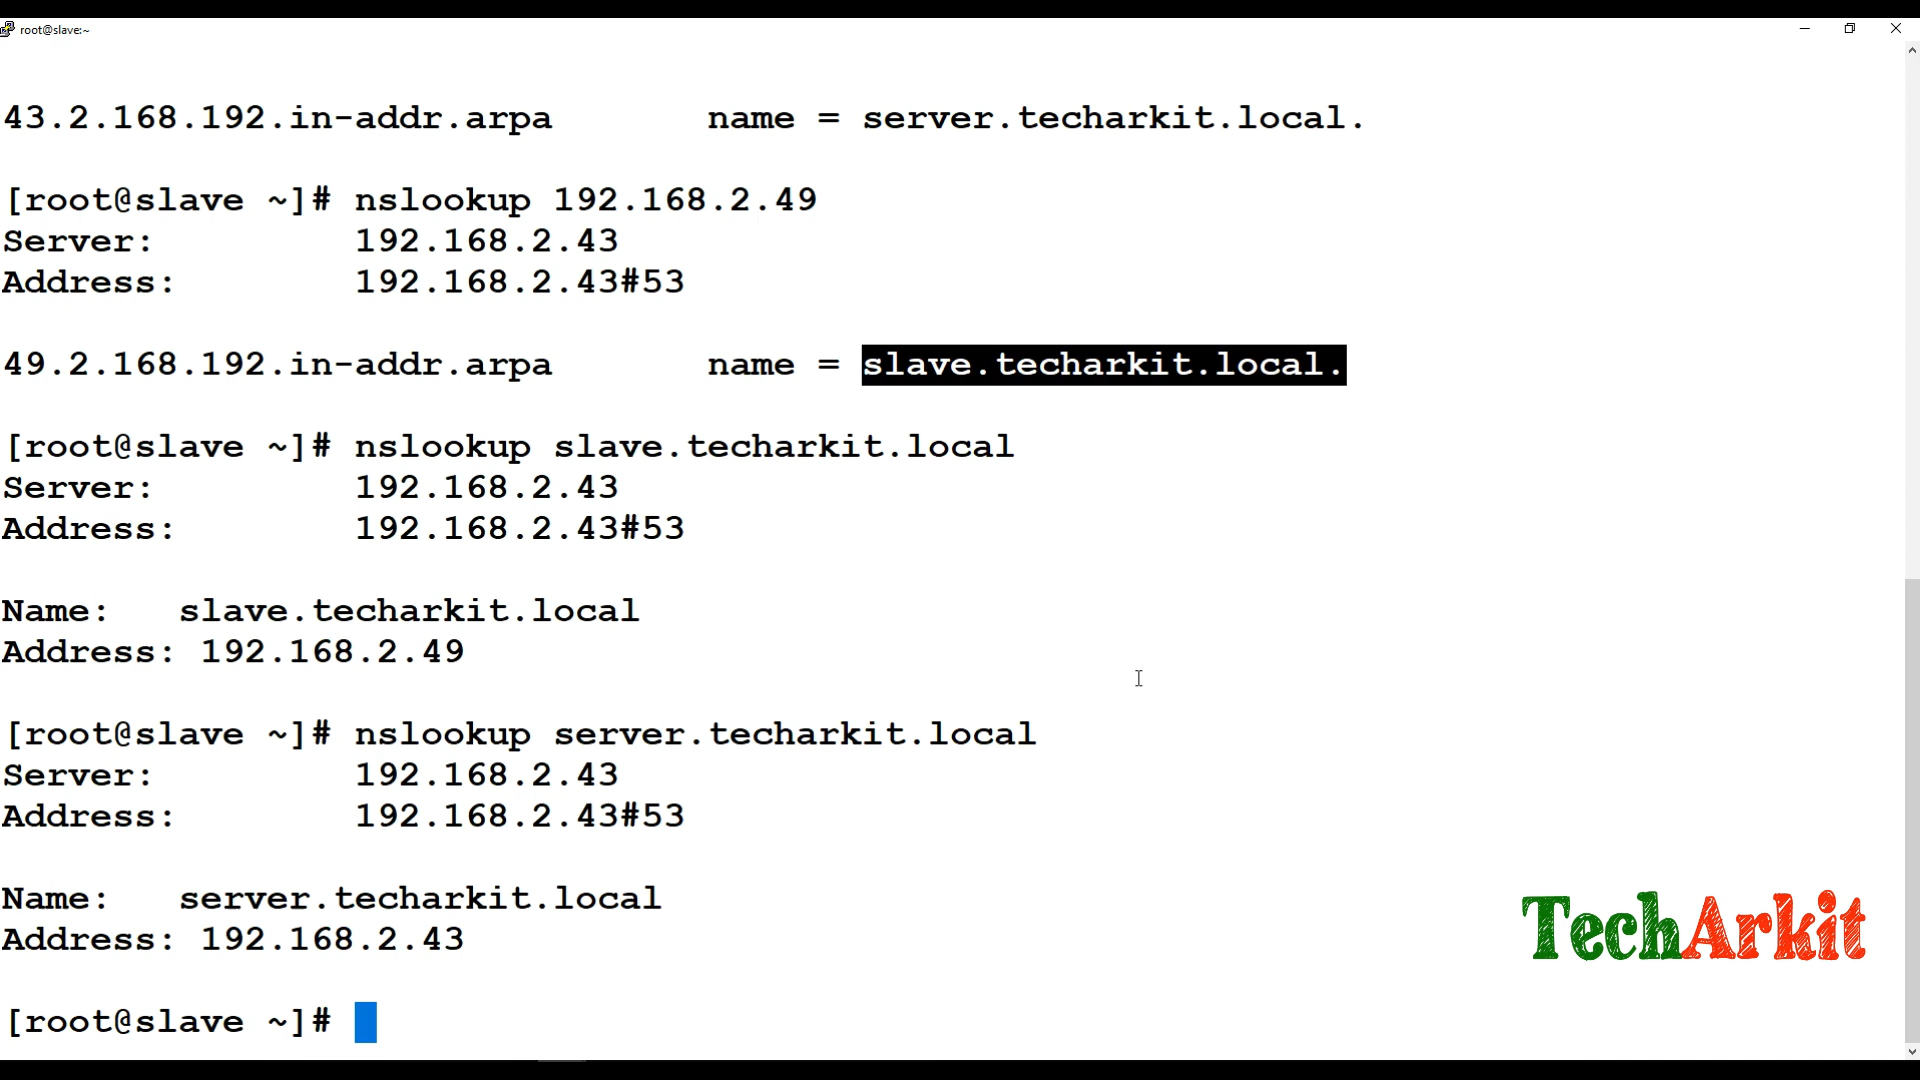 root@slave:~
43.2.168.192.in-addr.arpa name = server.techarkit.local.
[root@slave ~]# nslookup 192.168.2.49
Server: 192.168.2.43
Address: 192.168.2.43#53
49.2.168.192.in-addr.arpa name = slave.techarkit.local.
[root@slave ~]# nslookup slave.techarkit.local
Server: 192.168.2.43
Address: 192.168.2.43#53
Name: slave.techarkit.local
Address: 192.168.2.49
[root@slave ~]# nslookup server.techarkit.local
Server: 192.168.2.43
Address: 192.168.2.43#53
Name: server.techarkit.local
Address: 192.168.2.43
TechArkit
[root@slave ~]#